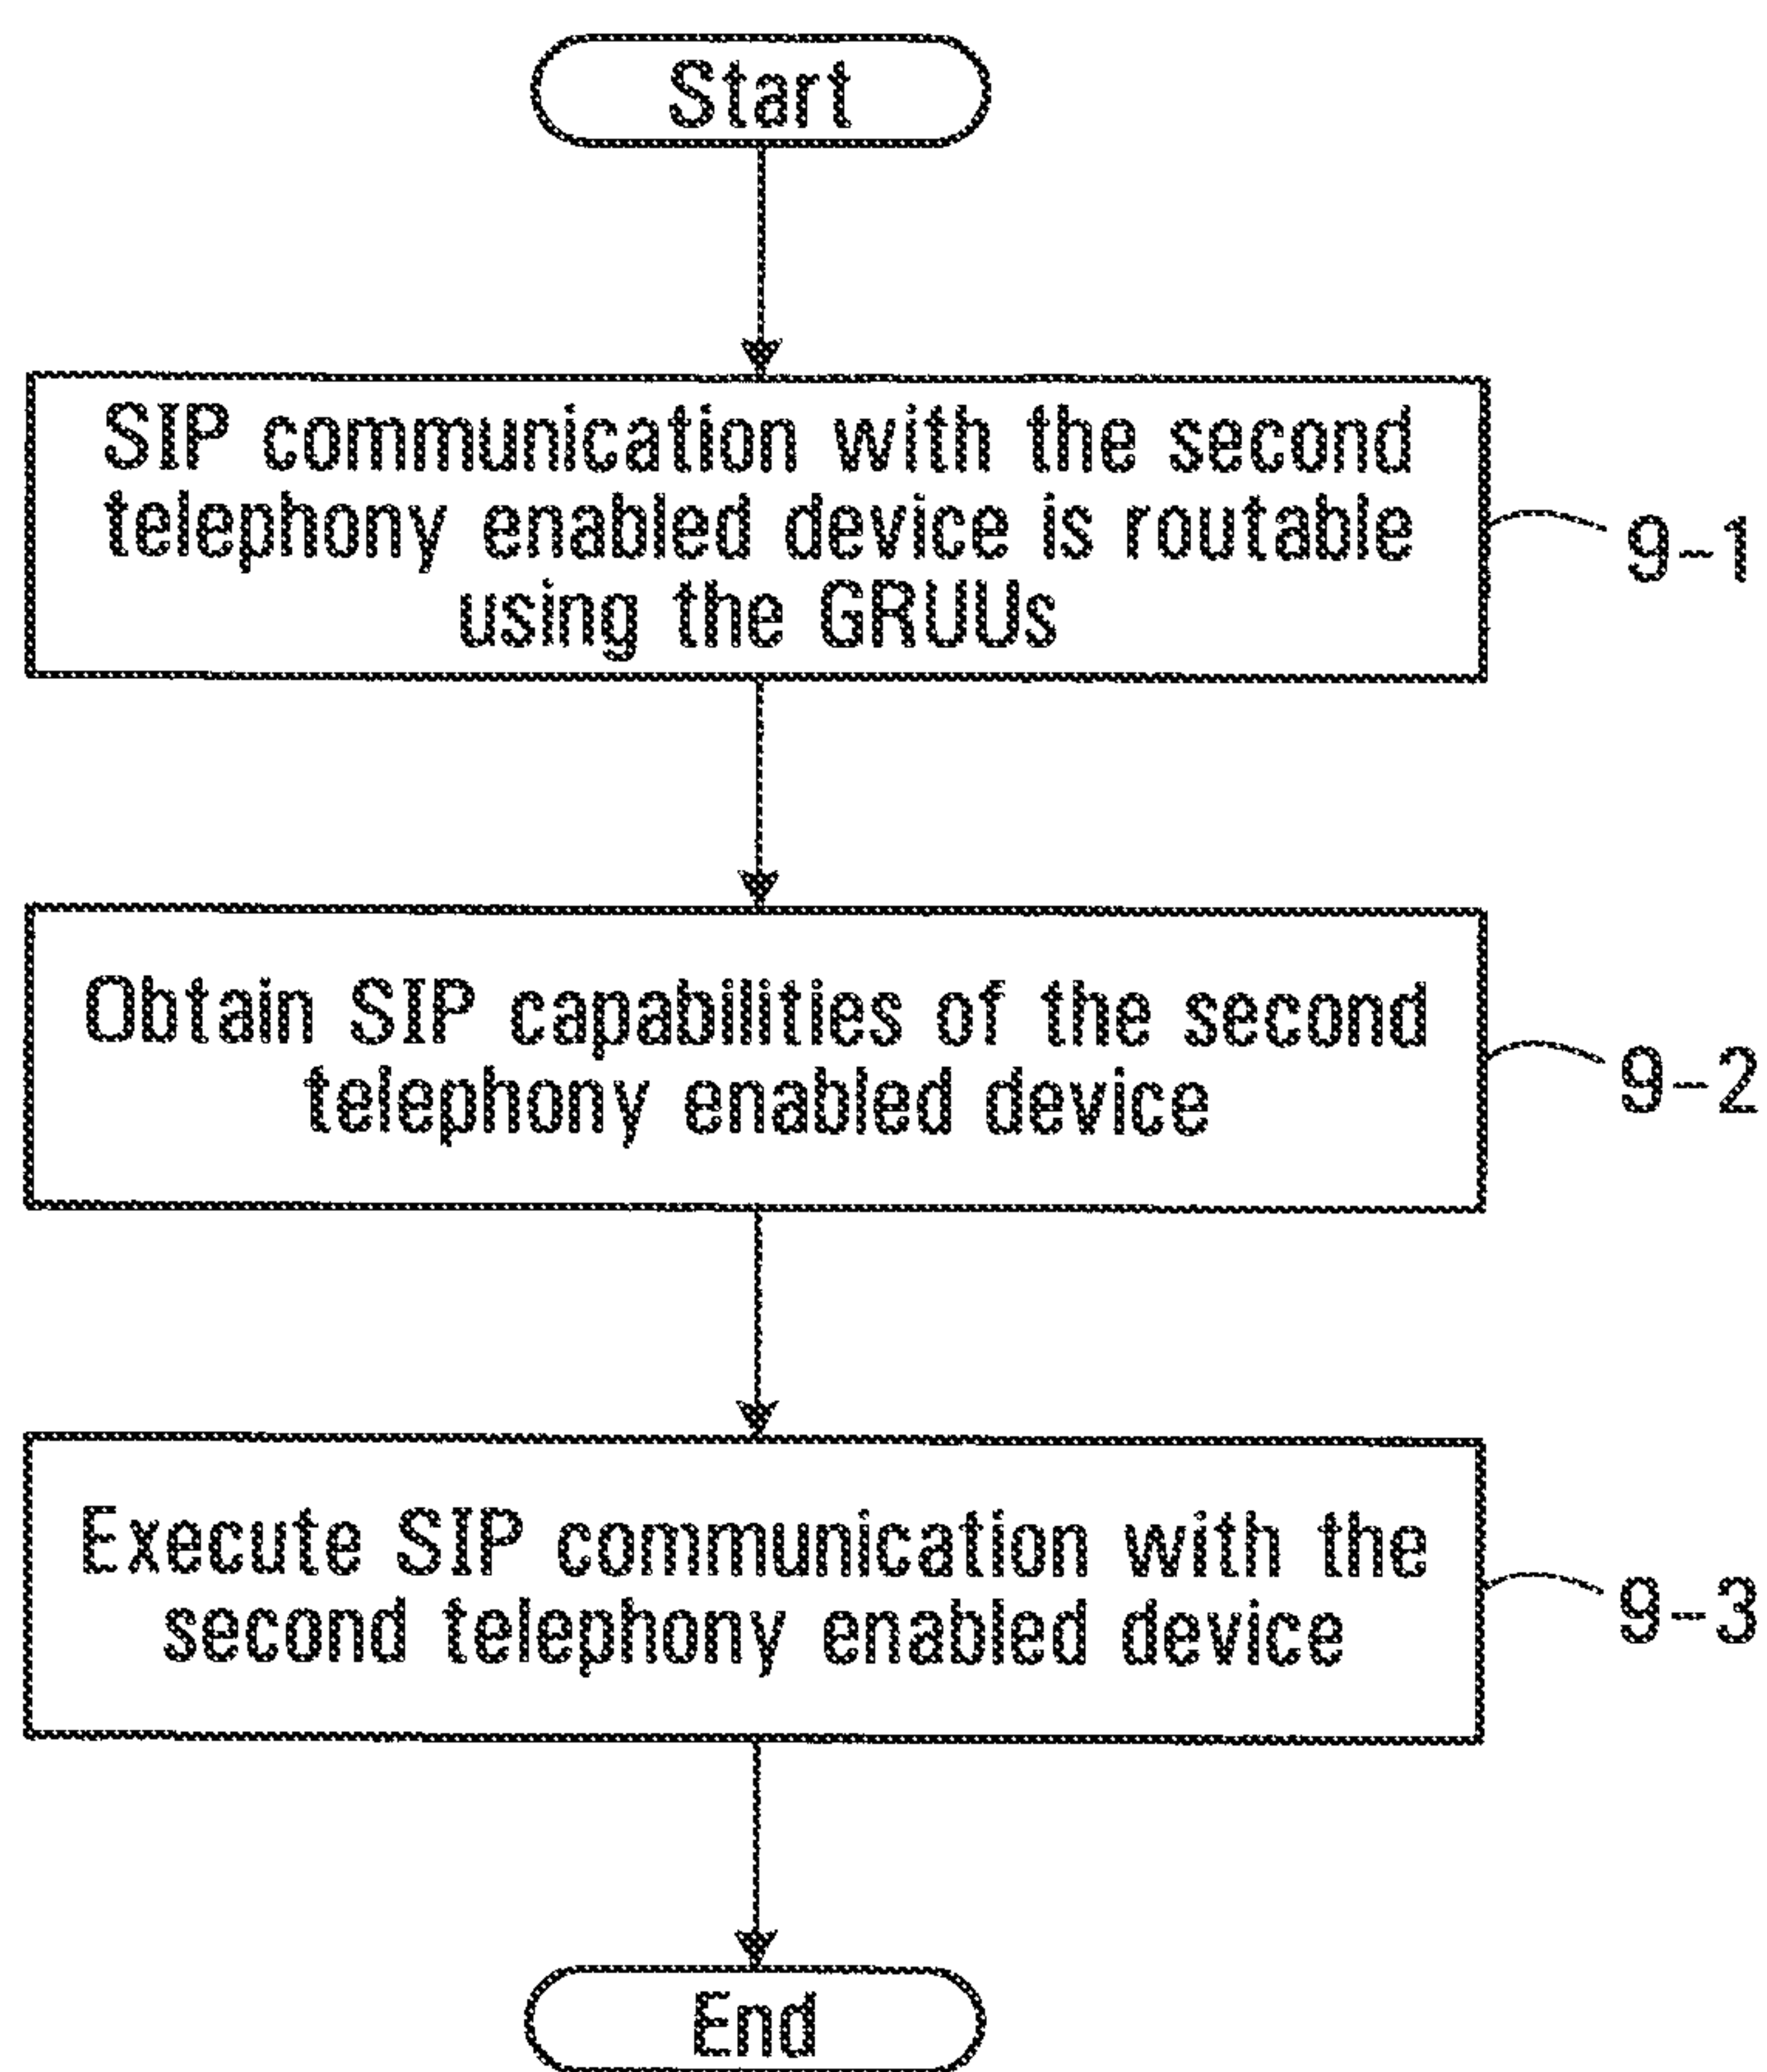 Start
SIP communication with the second
telephony enabled device is routable
using the GRUUs
9-1
Obtain SIP capabilities of the second
telephony enabled device
9-2
Execute SIP communication with the
second telephony enabled device
9-3
End